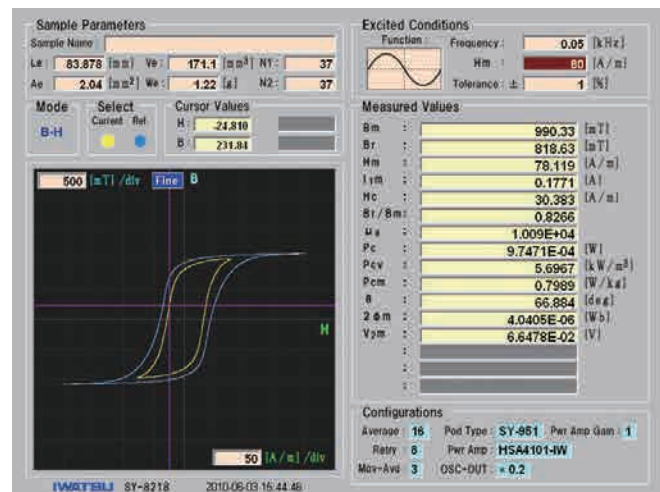 Sample Parameters
Sample Name :
Le : 83.878 [mm] Ve : 171.1 [mm³] N1 : 37
Ae : 2.04 [mm²] We : 1.22 [g] N2 : 37
Mode
B-H
Select
Current Ref.
Cursor Values
H : -24.810
B : 231.84
500 [mT] /div Fine B
H
50 [A/m] /div
IWATSU SY-8218 2010-06-03 15:44:46
Excited Conditions
Function :
Frequency : 0.05 [kHz]
Hm : 80 [A/m]
Tolerance : ± 1 [%]
Measured Values
Bm : 990.33 [mT]
Br : 818.63 [mT]
Hm : 78.119 [A/m]
I1m : 0.1771 [A]
Hc : 30.383 [A/m]
Br/Bm : 0.8266
μa : 1.009E+04
Pc : 9.7471E-04 [W]
Pcv : 5.6967 [kW/m³]
Pcm : 0.7989 [W/kg]
θ : 66.884 [deg]
2Φm : 4.0405E-06 [Wb]
V2m : 6.6478E-02 [V]
:
:
:
Configurations
Average : 16 Pod Type : SY-951 Pwr Amp Gain : 1
Retry : 6 Pwr Amp : HSA4101-IW
Mov-Avg 3 OSC-OUT : × 0.2